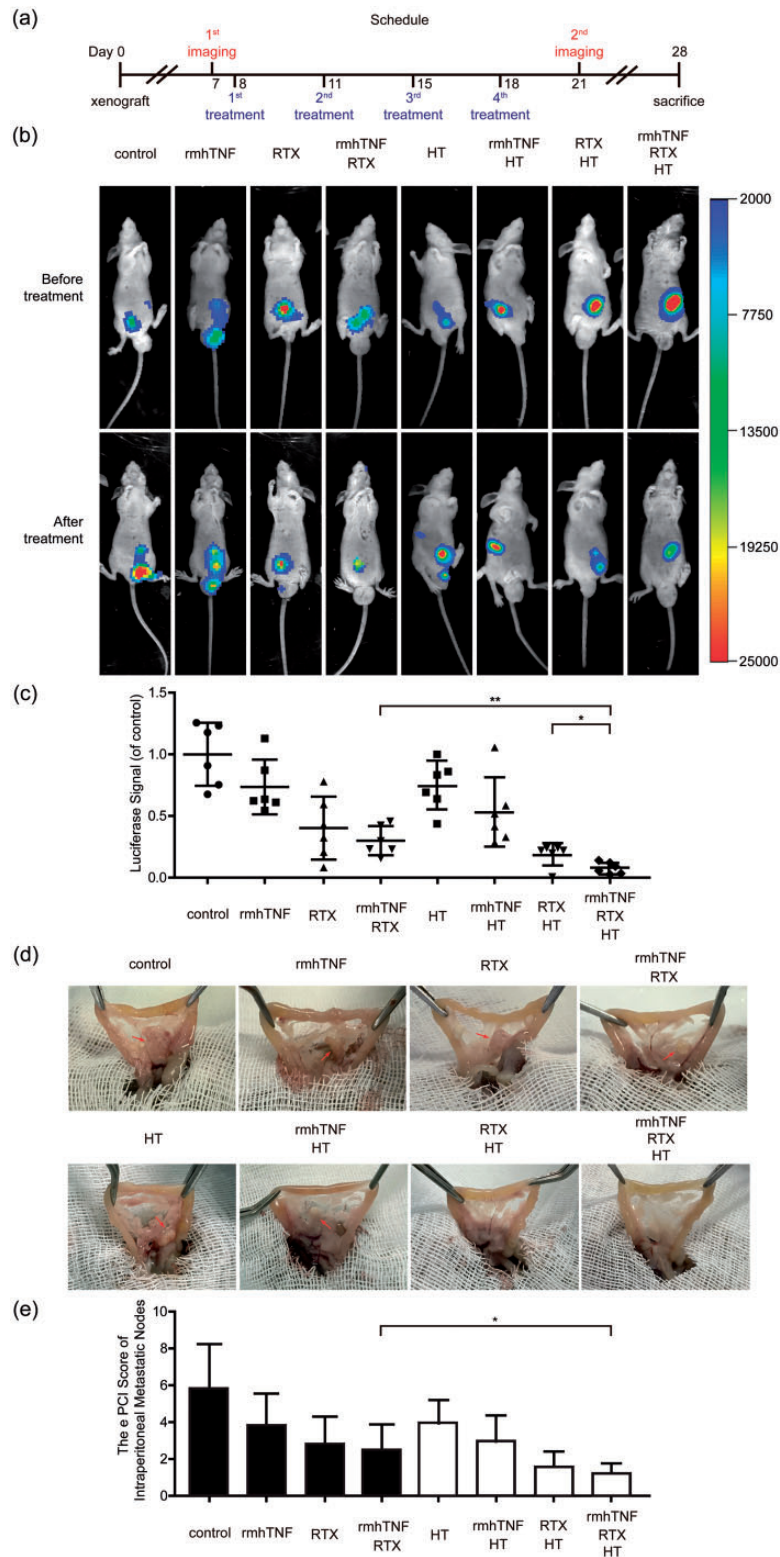 (a)
Schedule
1st
imaging
2nd
imaging
Day 0
28
7 8
11
15
18
21
xenograft
1st
treatment
2nd
treatment
3rd
treatment
4th
treatment
sacrifice
(b)
control
rmhTNF
RTX
rmhTNF
RTX
HT
rmhTNF
HT
RTX
HT
rmhTNF
RTX
HT
Before
treatment
After
treatment
2000
7750
13500
19250
25000
(c)
Luciferase Signal (of control)
1.5
1.0
0.5
0.0
**
*
control
rmhTNF
RTX
rmhTNF
RTX
HT
rmhTNF
HT
RTX
HT
rmhTNF
RTX
HT
(d)
control
rmhTNF
RTX
rmhTNF
RTX
HT
rmhTNF
HT
RTX
HT
rmhTNF
RTX
HT
(e)
The e PCI Score of
Intraperitoneal Metastatic Nodes
10
8
6
4
2
0
*
control
rmhTNF
RTX
rmhTNF
RTX
HT
rmhTNF
HT
RTX
HT
rmhTNF
RTX
HT